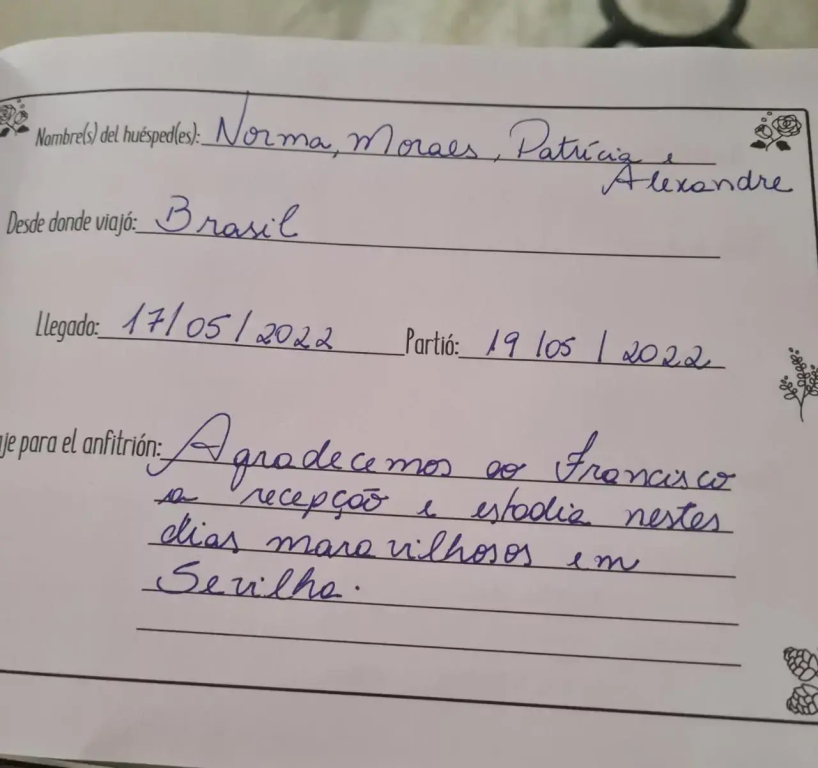 Nombre(s) del huésped(es): Norma, Moraes, Patrícia e
Alexandre
Desde donde viajó: Brasil
Llegado: 17/05/2022 Partió: 19/05/2022
je para el anfitrión: Agradecemos ao Francisco
a recepção e estadia nestes
dias maravilhosos em
Sevilha.